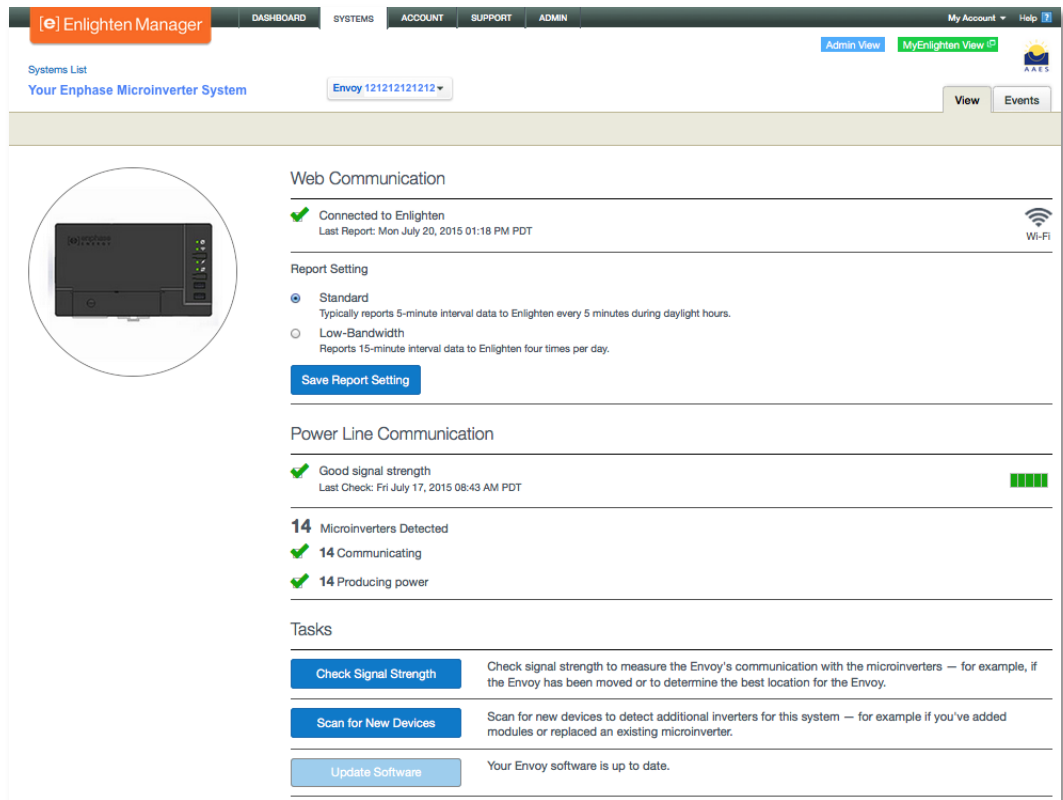 [e] Enlighten Manager
DASHBOARD SYSTEMS ACCOUNT SUPPORT ADMIN
My Account Help ?
Admin View MyEnlighten View
AAES
Systems List
Your Enphase Microinverter System
Envoy 121212121212
View Events
[e] enphase
ENERGY
Web Communication
Connected to Enlighten
Last Report: Mon July 20, 2015 01:18 PM PDT
Wi-Fi
Report Setting
Standard
Typically reports 5-minute interval data to Enlighten every 5 minutes during daylight hours.
Low-Bandwidth
Reports 15-minute interval data to Enlighten four times per day.
Save Report Setting
Power Line Communication
Good signal strength
Last Check: Fri July 17, 2015 08:43 AM PDT
14 Microinverters Detected
14 Communicating
14 Producing power
Tasks
Check Signal Strength
Check signal strength to measure the Envoy's communication with the microinverters — for example, if
the Envoy has been moved or to determine the best location for the Envoy.
Scan for New Devices
Scan for new devices to detect additional inverters for this system — for example if you've added
modules or replaced an existing microinverter.
Update Software
Your Envoy software is up to date.